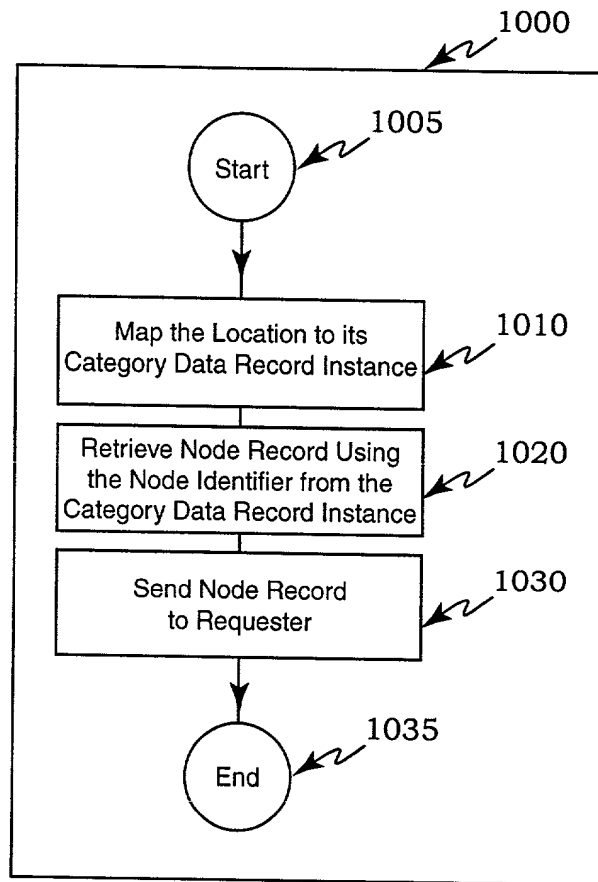 1000
1005
Start
Map the Location to its
Category Data Record Instance
1010
Retrieve Node Record Using
the Node Identifier from the
Category Data Record Instance
1020
Send Node Record
to Requester
1030
1035
End